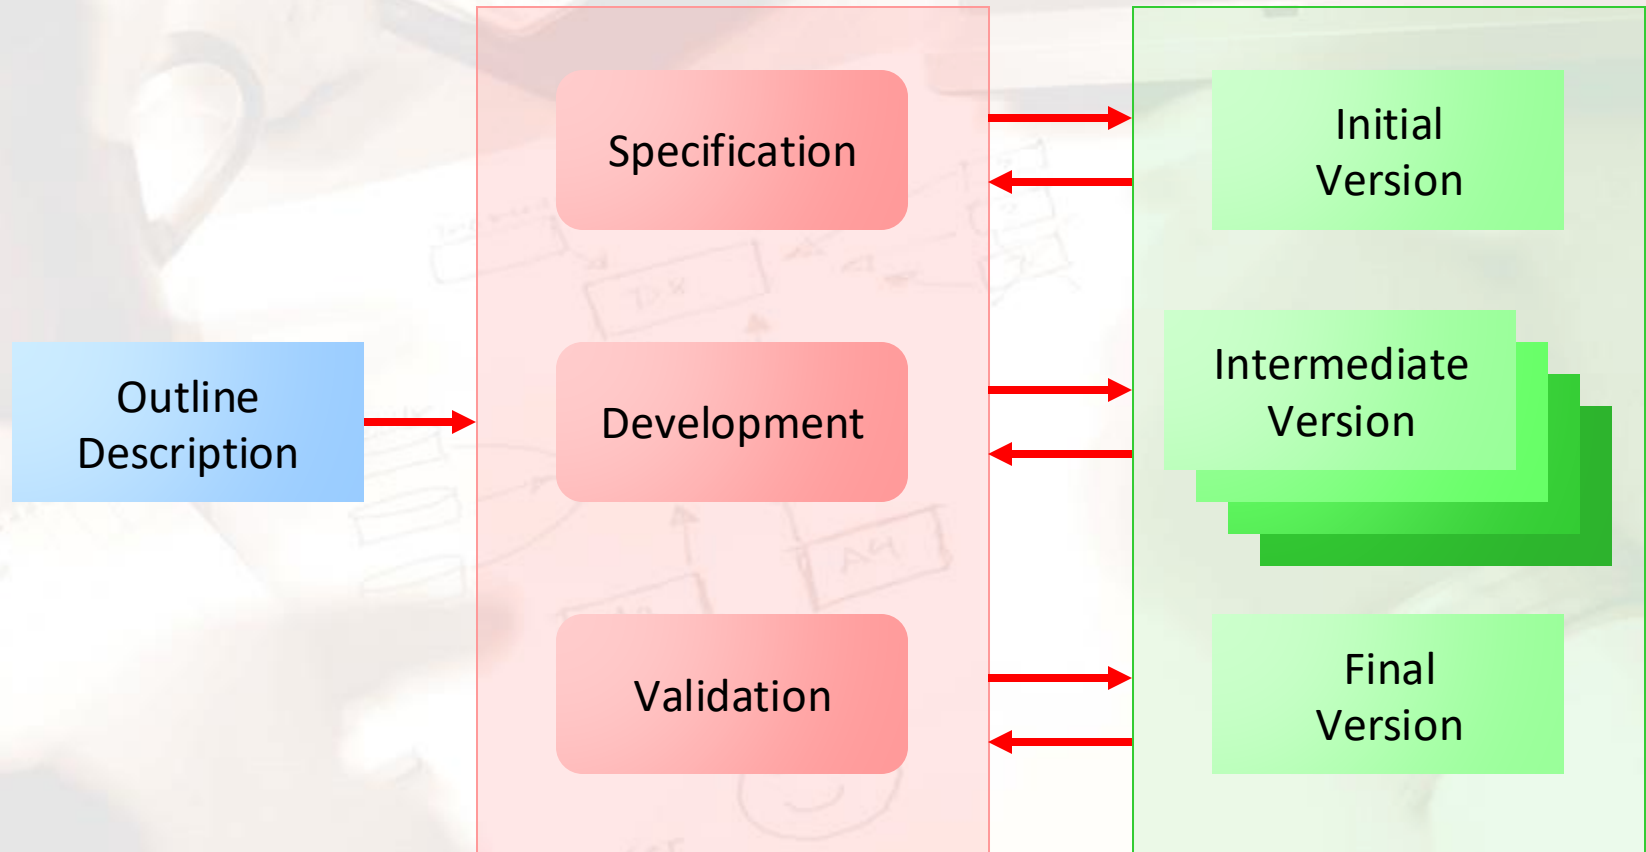 Specification
Initial
Version
Outline
Description
Development
Intermediate
Version
Validation
Final
Version